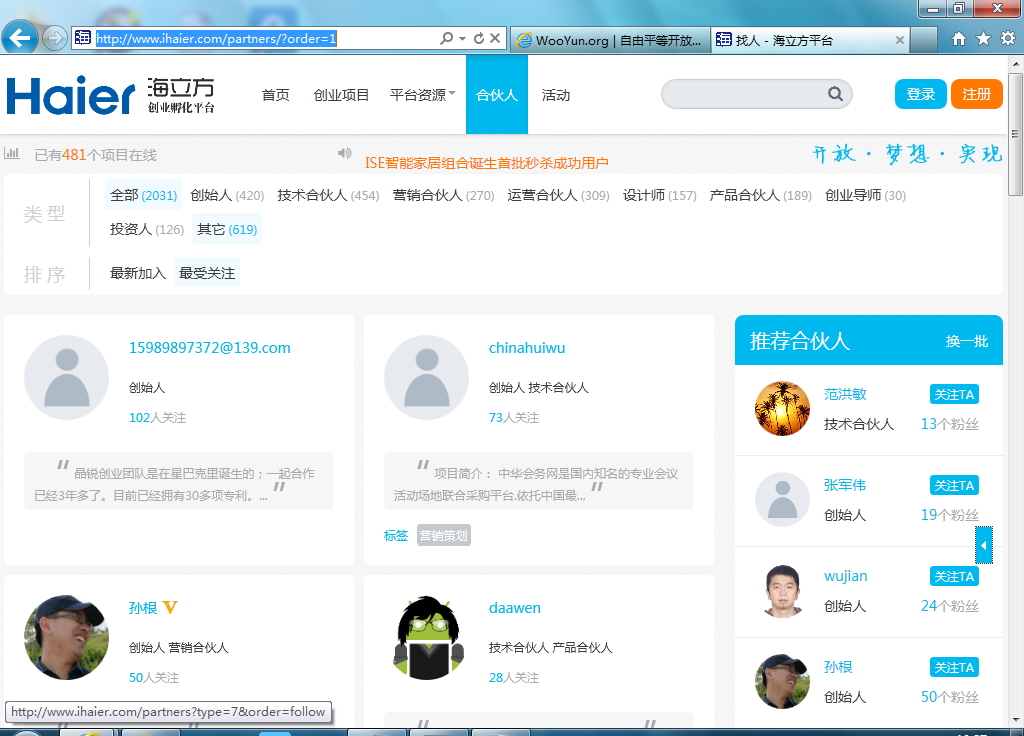 http://www.ihaier.com/partners/?order=1
WooYun.org | 自由平等开放...
找人 - 海立方平台
Haier 海立方
创业孵化平台
首页 创业项目 平台资源 合伙人 活动
登录 注册
已有481个项目在线
ISE智能家居组合诞生首批秒杀成功用户
开放 · 梦想 · 实现
类型
全部 (2031) 创始人 (420) 技术合伙人 (454) 营销合伙人 (270) 运营合伙人 (309) 设计师 (157) 产品合伙人 (189) 创业导师 (30)
投资人 (126) 其它 (619)
排序
最新加入 最受关注
15989897372@139.com
创始人
102人关注
" 晶锐创业团队是在星巴克里诞生的；一起合作
已经3年多了。目前已经拥有30多项专利。... "
chinahuiwu
创始人 技术合伙人
73人关注
" 项目简介： 中华会务网是国内知名的专业会议
活动场地联合采购平台,依托中国最... "
标签 营销策划
孙根 V
创始人 营销合伙人
50人关注
daawen
技术合伙人 产品合伙人
28人关注
推荐合伙人 换一批
范洪敏 关注TA
技术合伙人 13个粉丝
张军伟 关注TA
创始人 19个粉丝
wujian 关注TA
创始人 24个粉丝
孙根 关注TA
创始人 50个粉丝
http://www.ihaier.com/partners?type=7&order=follow